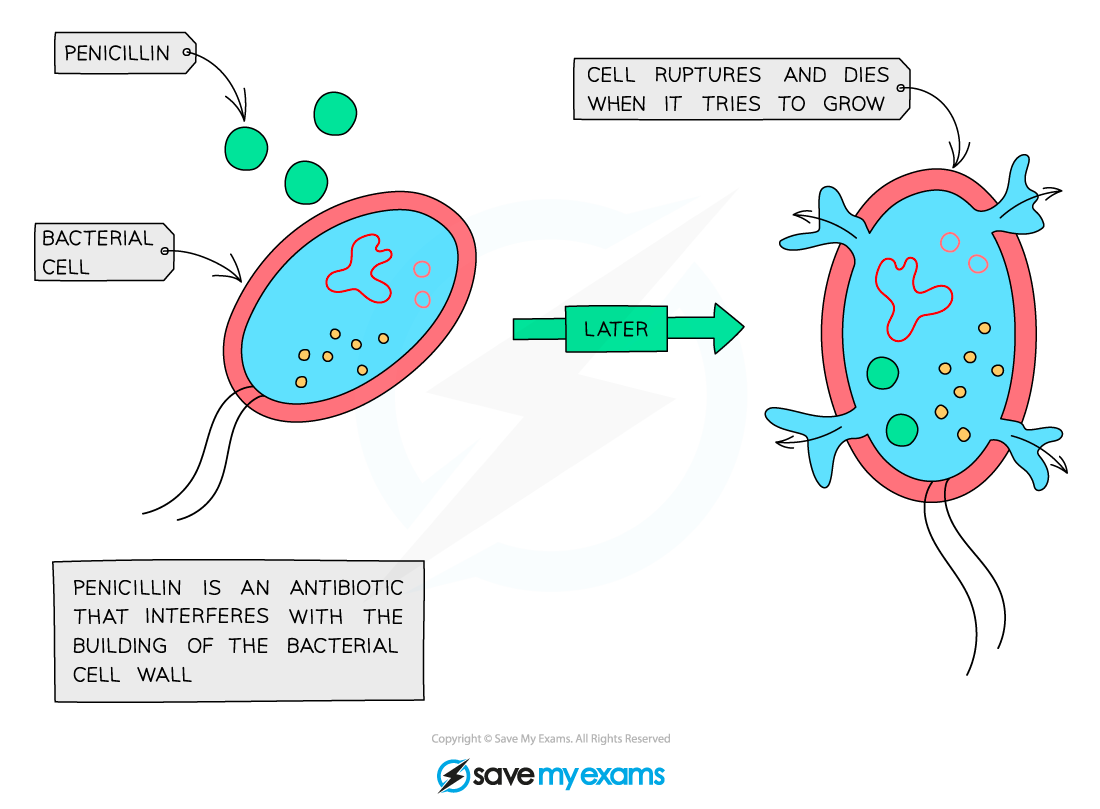 PENICILLIN
CELL RUPTURES AND DIES
WHEN IT TRIES TO GROW
BACTERIAL
CELL
LATER
PENICILLIN IS AN ANTIBIOTIC
THAT INTERFERES WITH THE
BUILDING OF THE BACTERIAL
CELL WALL
Copyright © Save My Exams. All Rights Reserved
save my exams